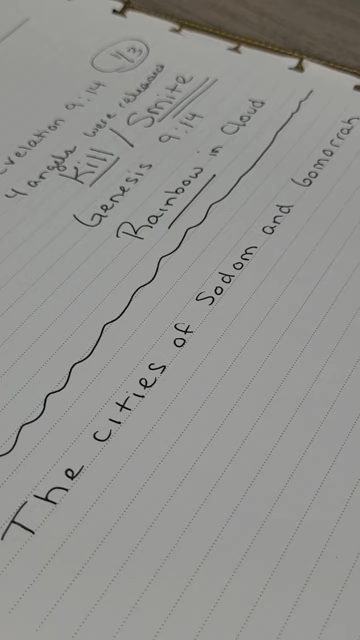 1/3
evelation 9:14
4 angels were released
Kill / Smite
Genesis 9:14
Rainbow in Cloud
The cities of Sodom and Gomorrah